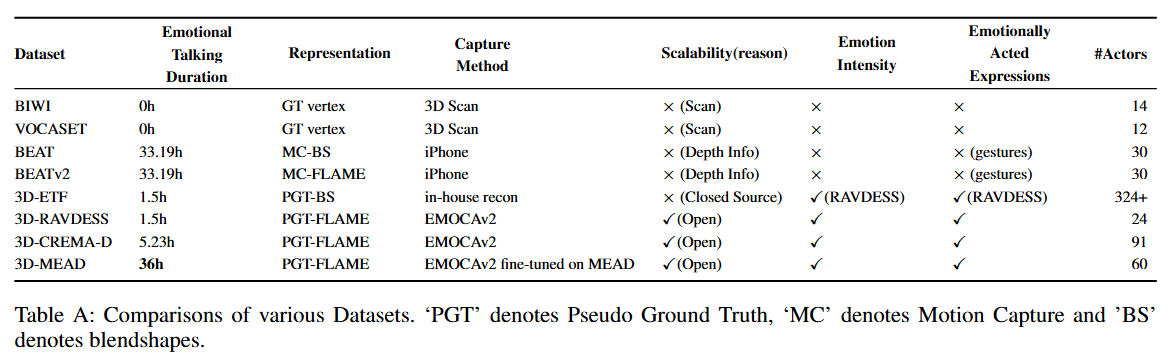 Dataset Emotional Talking Duration Representation Capture Method Scalability(reason) Emotion Intensity Emotionally Acted Expressions #Actors
BIWI 0h GT vertex 3D Scan × (Scan) × × 14
VOCASET 0h GT vertex 3D Scan × (Scan) × × 12
BEAT 33.19h MC-BS iPhone × (Depth Info) × × (gestures) 30
BEATv2 33.19h MC-FLAME iPhone × (Depth Info) × × (gestures) 30
3D-ETF 1.5h PGT-BS in-house recon × (Closed Source) ✓(RAVDESS) ✓(RAVDESS) 324+
3D-RAVDESS 1.5h PGT-FLAME EMOCAv2 ✓(Open) ✓ ✓ 24
3D-CREMA-D 5.23h PGT-FLAME EMOCAv2 ✓(Open) ✓ ✓ 91
3D-MEAD 36h PGT-FLAME EMOCAv2 fine-tuned on MEAD ✓(Open) ✓ ✓ 60
Table A: Comparisons of various Datasets. ‘PGT’ denotes Pseudo Ground Truth, ‘MC’ denotes Motion Capture and ’BS’
denotes blendshapes.